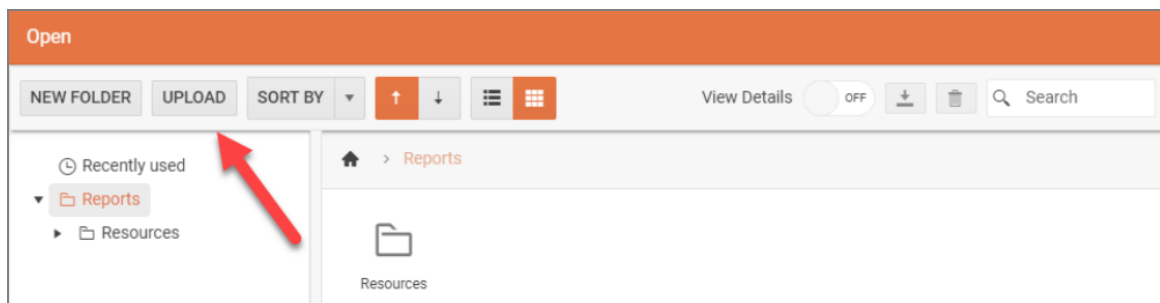 Open
NEW FOLDER UPLOAD SORT BY View Details OFF Search
Recently used
Reports
Reports
Resources
Resources